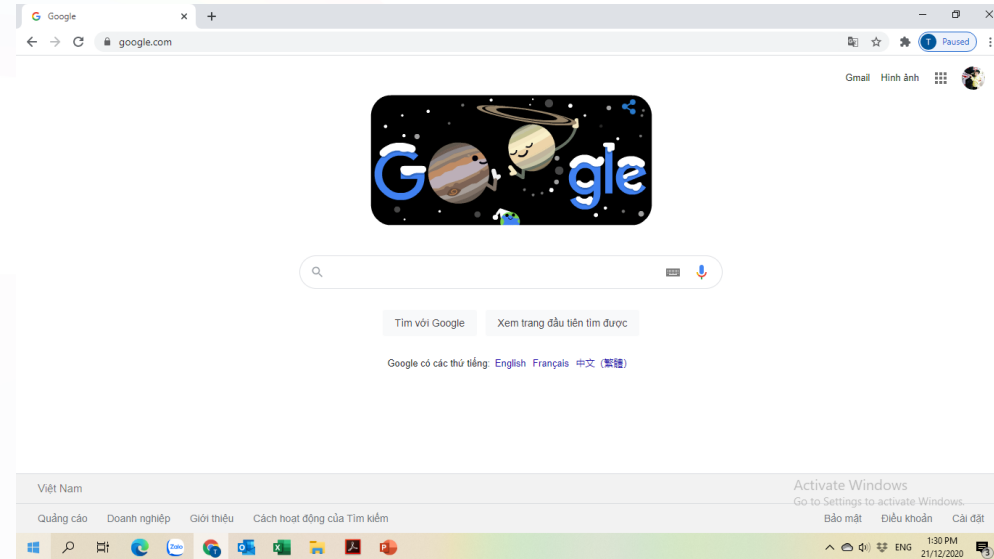 Google
google.com
Paused
Gmail Hình ảnh
Google
Tìm với Google Xem trang đầu tiên tìm được
Google có các thứ tiếng: English Français 中文 (繁體)
Việt Nam
Activate Windows
Go to Settings to activate Windows.
Quảng cáo Doanh nghiệp Giới thiệu Cách hoạt động của Tìm kiếm
Bảo mật Điều khoản Cài đặt
Zalo
ENG
1:30 PM
21/12/2020
3